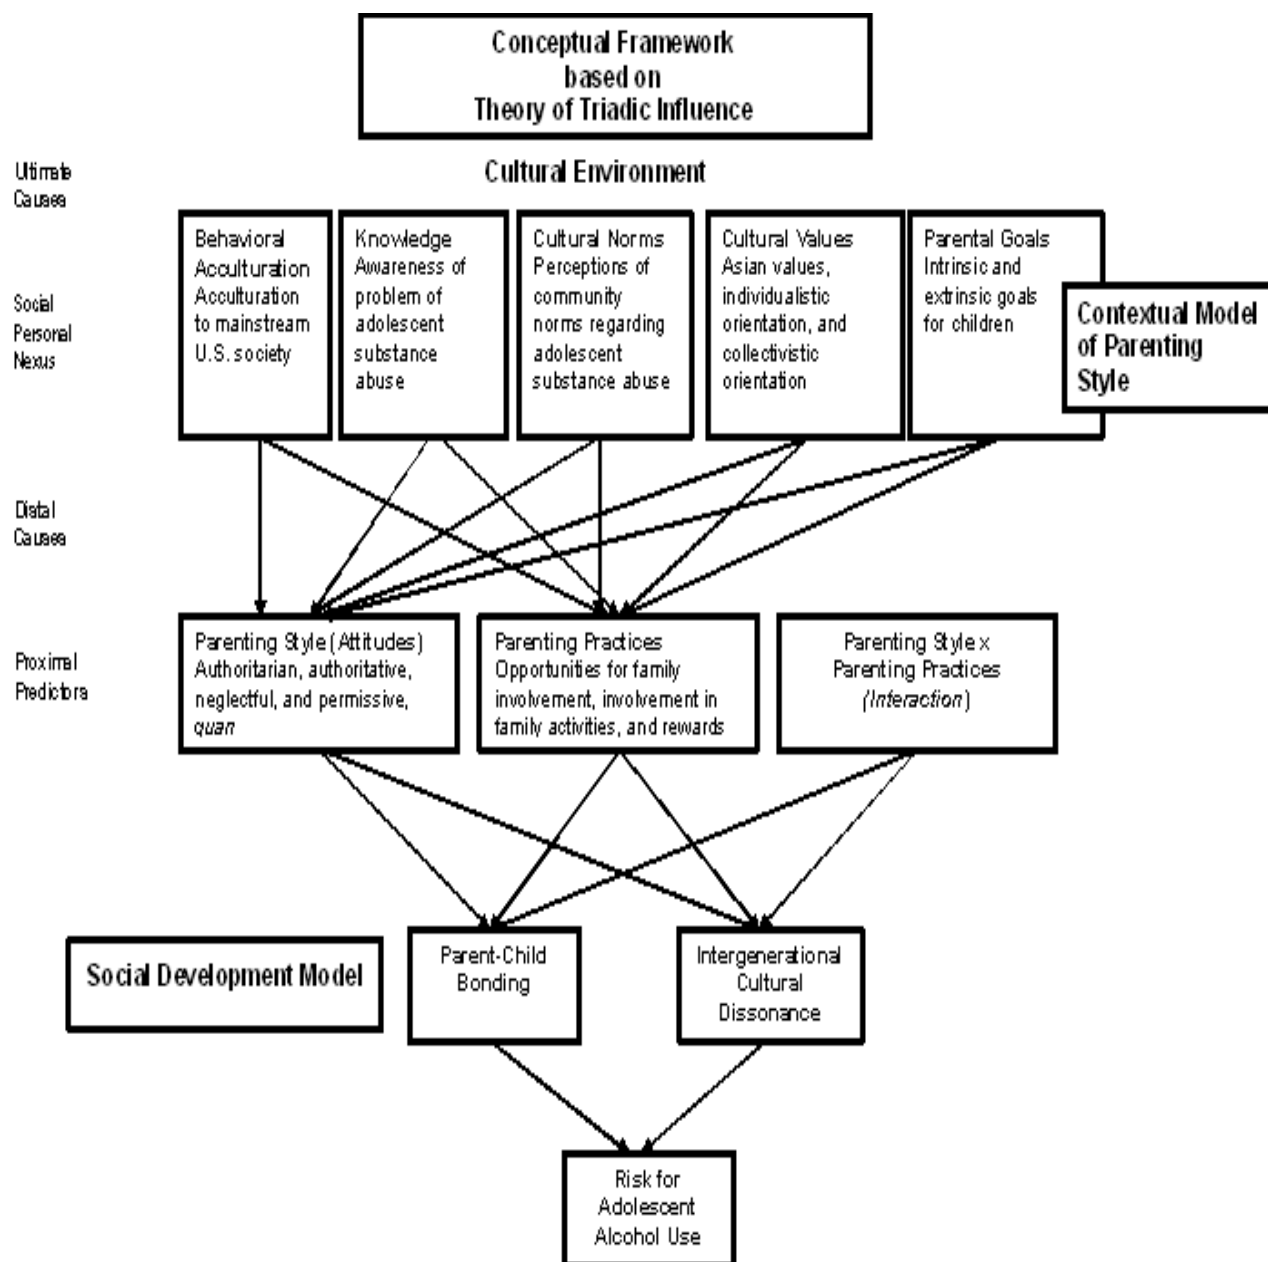 Conceptual Framework
based on
Theory of Triadic Influence
Ultimate
Causes
Cultural Environment
Behavioral
Acculturation
Acculturation
to mainstream
U.S. society
Knowledge
Awareness of
problem of
adolescent
substance
abuse
Cultural Norms
Perceptions of
community
norms regarding
adolescent
substance abuse
Cultural Values
Asian values,
individualistic
orientation, and
collectivistic
orientation
Parental Goals
Intrinsic and
extrinsic goals
for children
Social
Personal
Nexus
Contextual Model
of Parenting
Style
Distal
Causes
Proximal
Predictors
Parenting Style (Attitudes)
Authoritarian, authoritative,
neglectful, and permissive,
quan
Parenting Practices
Opportunities for family
involvement, involvement in
family activities, and rewards
Parenting Style x
Parenting Practices
(Interaction)
Social Development Model
Parent-Child
Bonding
Intergenerational
Cultural
Dissonance
Risk for
Adolescent
Alcohol Use